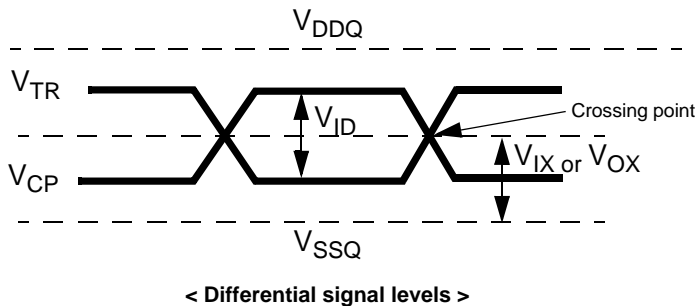 VDDQ
VTR
Crossing point
VID
VIX or VOX
VCP
VSSQ
< Differential signal levels >